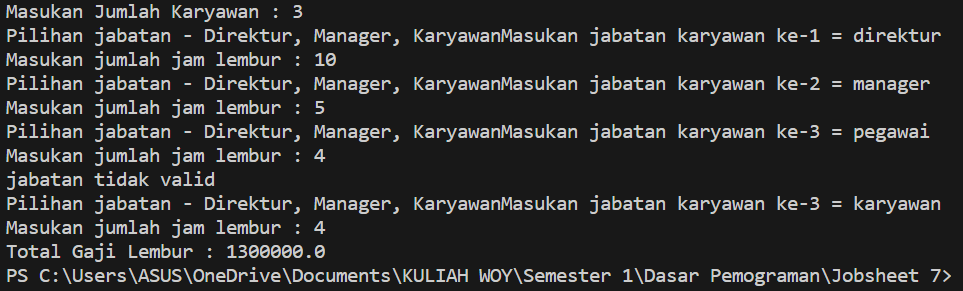 Masukan Jumlah Karyawan : 3
Pilihan jabatan - Direktur, Manager, KaryawanMasukan jabatan karyawan ke-1 = direktur
Masukan jumlah jam lembur : 10
Pilihan jabatan - Direktur, Manager, KaryawanMasukan jabatan karyawan ke-2 = manager
Masukan jumlah jam lembur : 5
Pilihan jabatan - Direktur, Manager, KaryawanMasukan jabatan karyawan ke-3 = pegawai
Masukan jumlah jam lembur : 4
jabatan tidak valid
Pilihan jabatan - Direktur, Manager, KaryawanMasukan jabatan karyawan ke-3 = karyawan
Masukan jumlah jam lembur : 4
Total Gaji Lembur : 1300000.0
PS C:\Users\ASUS\OneDrive\Documents\KULIAH WOY\Semester 1\Dasar Pemograman\Jobsheet 7>